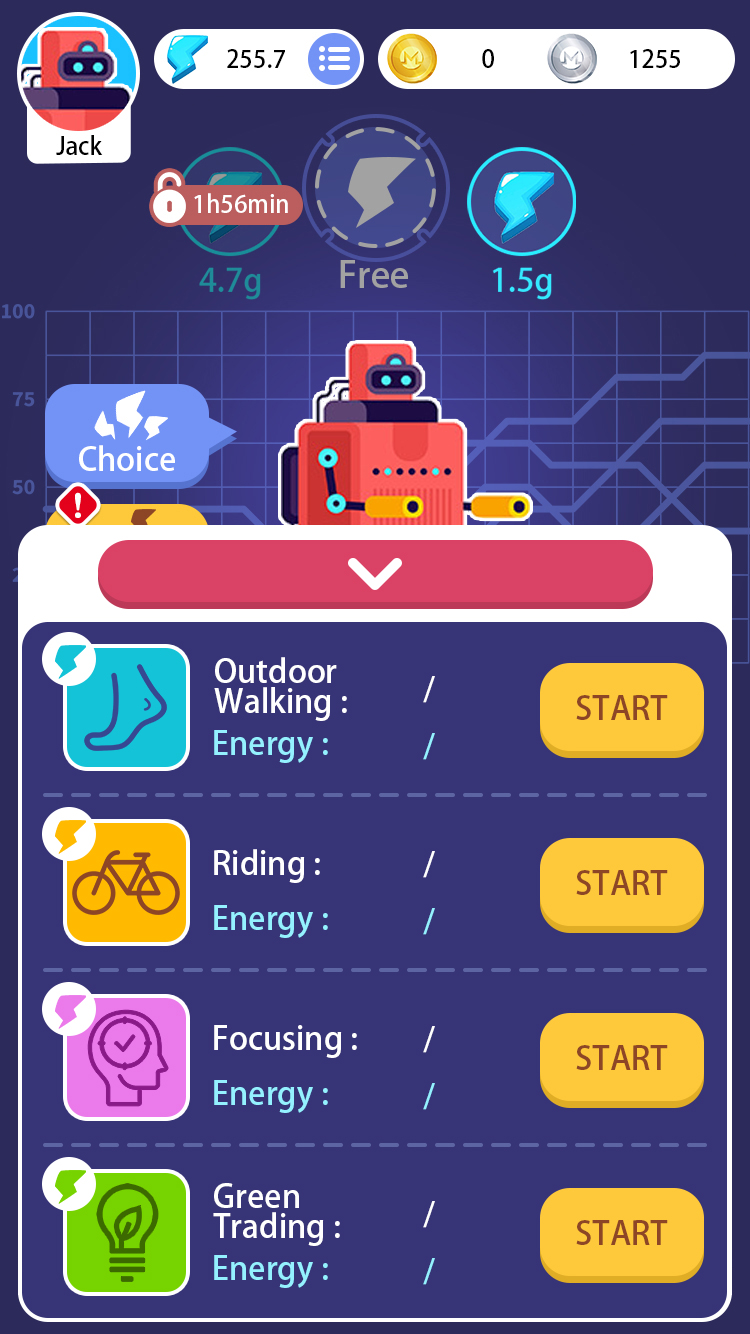 Jack
255.7
0
1255
1h56min
4.7g
Free
1.5g
100
75
50
Choice
!
Outdoor
Walking :
/
Energy :
/
START
Riding :
/
Energy :
/
START
Focusing :
/
Energy :
/
START
Green
Trading :
/
Energy :
/
START